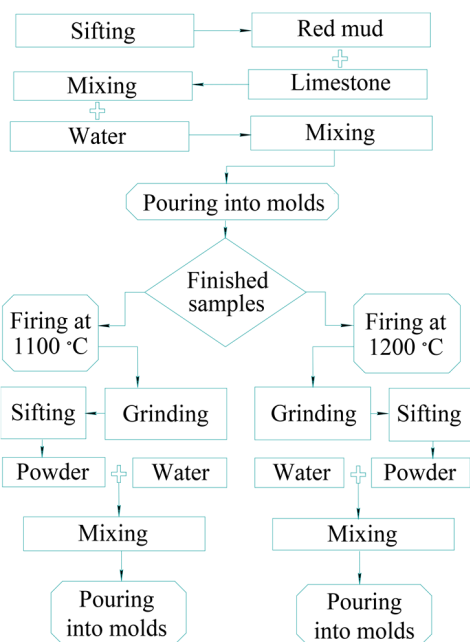 Sifting
Red mud
Mixing
Limestone
Water
Mixing
Pouring into molds
Finished
samples
Firing at
1100 °C
Firing at
1200 °C
Sifting
Grinding
Grinding
Sifting
Powder
Water
Water
Powder
Mixing
Mixing
Pouring
into molds
Pouring
into molds